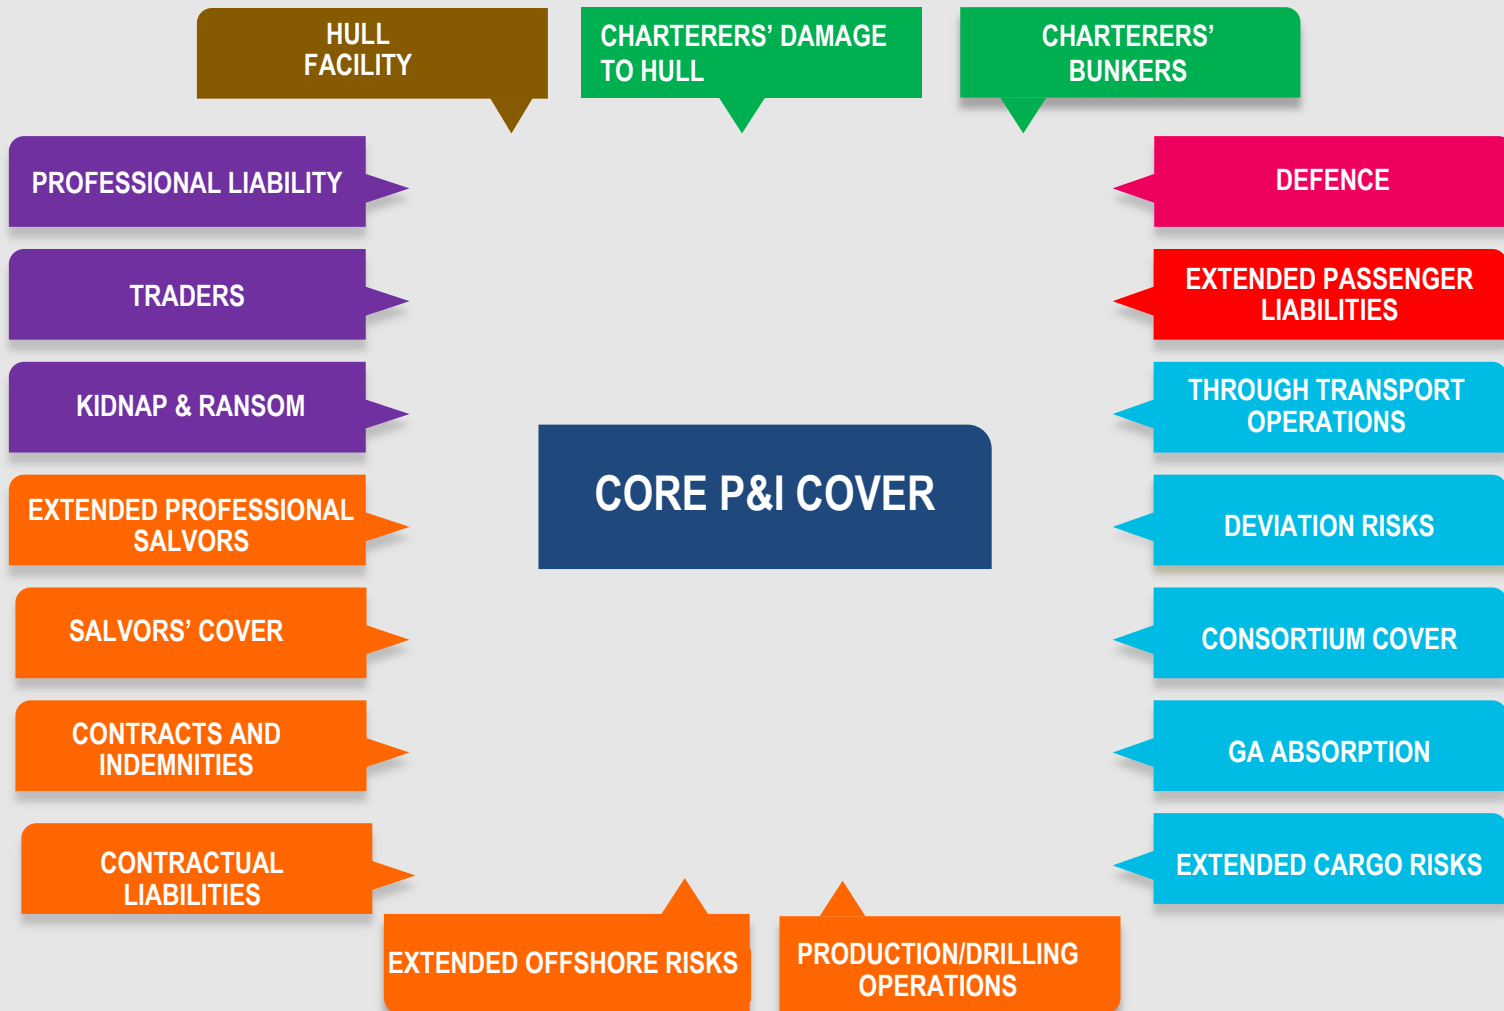 HULL
FACILITY
CHARTERERS’ DAMAGE
TO HULL
CHARTERERS’
BUNKERS
PROFESSIONAL LIABILITY
DEFENCE
TRADERS
EXTENDED PASSENGER
LIABILITIES
KIDNAP & RANSOM
THROUGH TRANSPORT
OPERATIONS
CORE P&I COVER
EXTENDED PROFESSIONAL
SALVORS
DEVIATION RISKS
SALVORS’ COVER
CONSORTIUM COVER
CONTRACTS AND
INDEMNITIES
GA ABSORPTION
CONTRACTUAL
LIABILITIES
EXTENDED CARGO RISKS
EXTENDED OFFSHORE RISKS
PRODUCTION/DRILLING
OPERATIONS